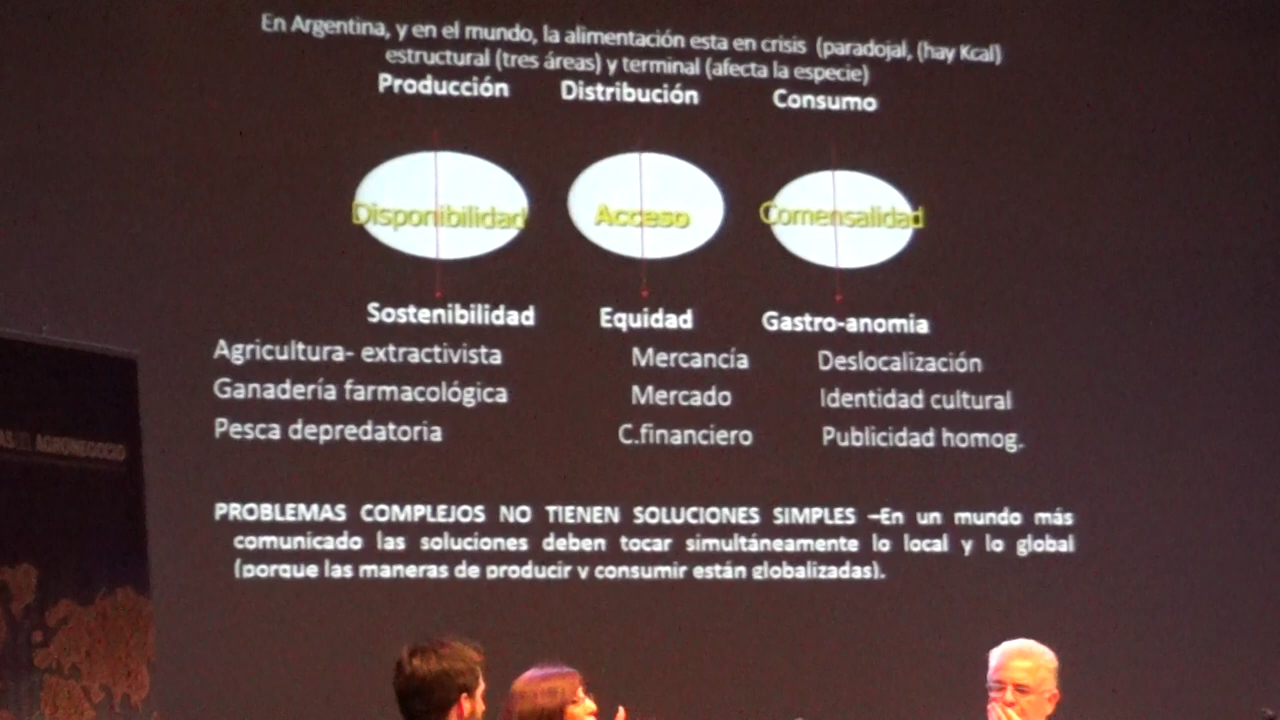 En Argentina, y en el mundo, la alimentación esta en crisis (paradojal, (hay Kcal)
estructural (tres áreas) y terminal (afecta la especie)
Producción Distribución Consumo
Disponibilidad Acceso Comensalidad
Sostenibilidad Equidad Gastro-anomia
Agricultura- extractivista Mercancía Deslocalización
Ganadería farmacológica Mercado Identidad cultural
Pesca depredatoria C.financiero Publicidad homog.
PROBLEMAS COMPLEJOS NO TIENEN SOLUCIONES SIMPLES –En un mundo más
comunicado las soluciones deben tocar simultáneamente lo local y lo global
(porque las maneras de producir y consumir están globalizadas).
AGRONEGOCIO